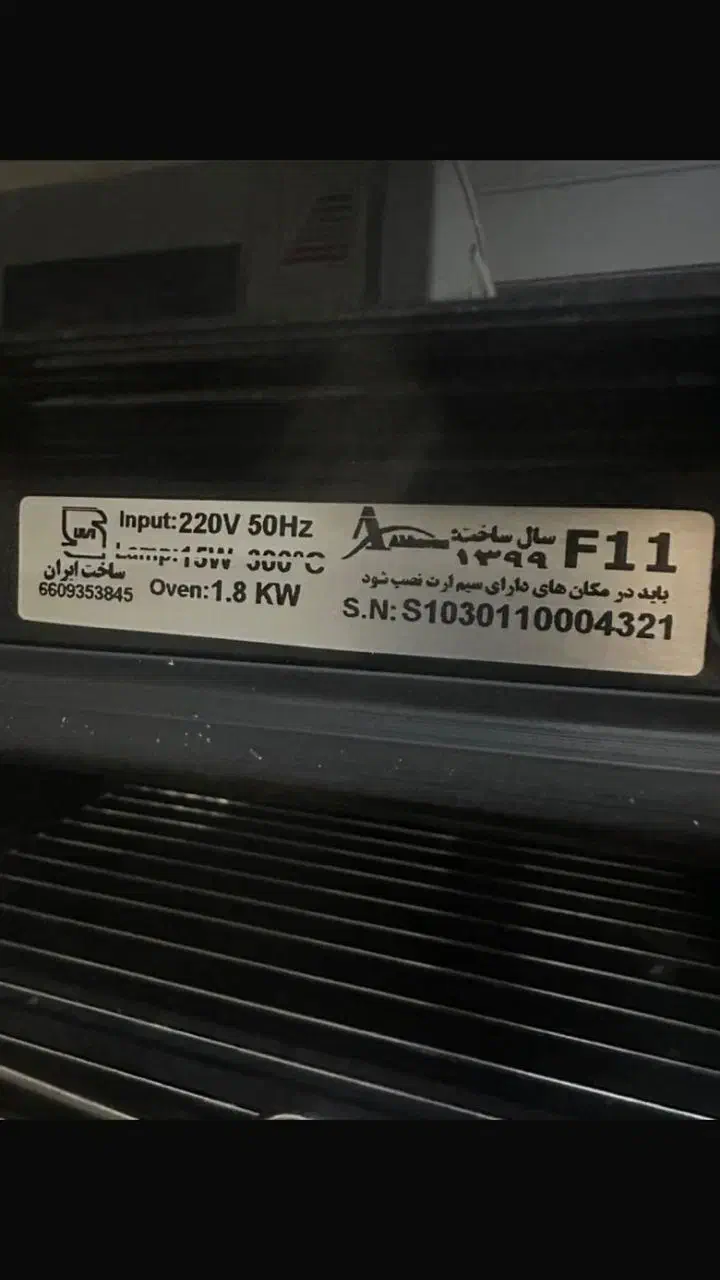 Input:220V 50Hz
Lamp:15W 300°C
Oven:1.8 KW
ساخت ایران
6609353845
سال ساخت:
۱۳۹۹
F11
باید در مکان های دارای سیم ارت نصب شود
S.N:S1030110004321